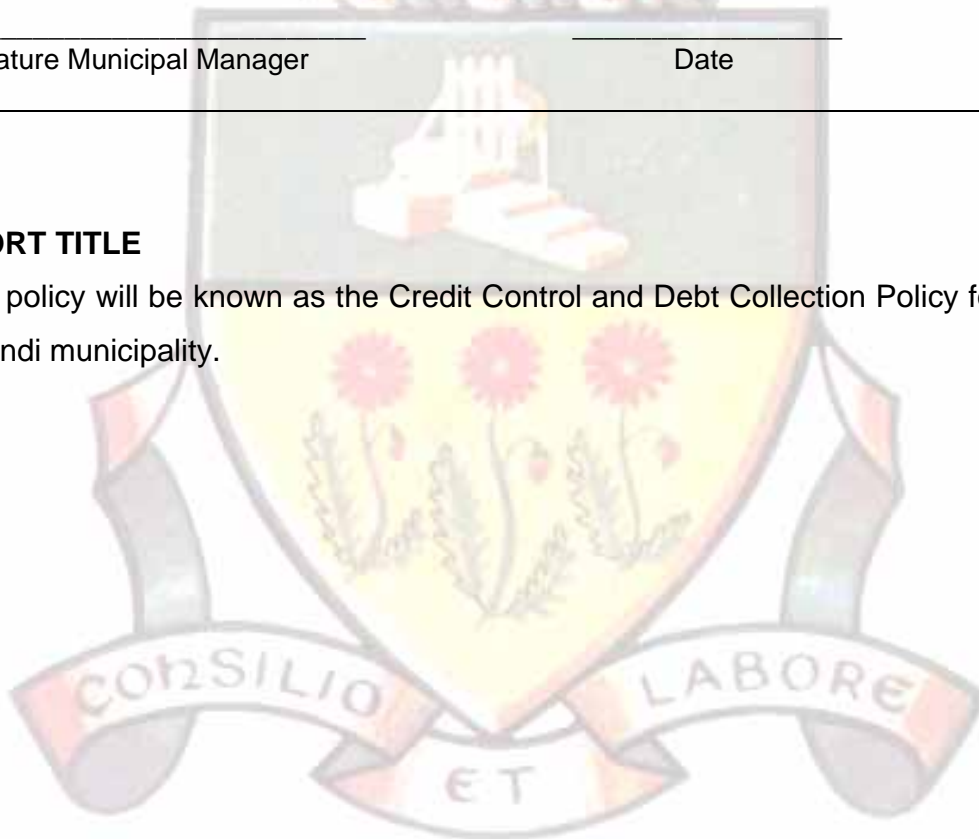 ature Municipal Manager Date
ORT TITLE
policy will be known as the Credit Control and Debt Collection Policy f
ndi municipality.
CONSILIO ET LABORE